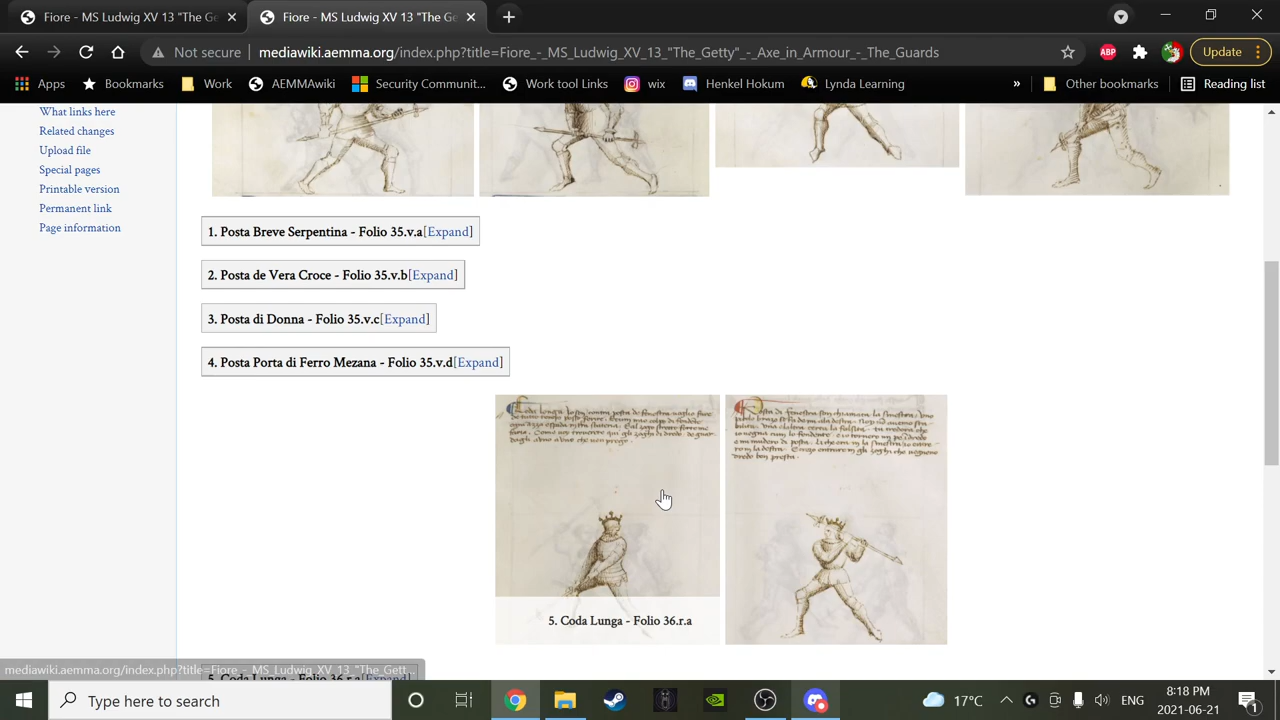 Fiore - MS Ludwig XV 13 "The Ge
Fiore - MS Ludwig XV 13 "The Ge
Not secure
mediawiki.aemma.org/index.php?title=Fiore_-_MS_Ludwig_XV_13_"The_Getty"_-_Axe_in_Armour_-_The_Guards
ABP
Update
Apps
Bookmarks
Work
AEMMAwiki
Security Communit...
Work tool Links
wix
Henkel Hokum
Lynda Learning
»
Other bookmarks
Reading list
What links here
Related changes
Upload file
Special pages
Printable version
Permanent link
Page information
1. Posta Breve Serpentina - Folio 35.v.a[Expand]
2. Posta de Vera Croce - Folio 35.v.b[Expand]
3. Posta di Donna - Folio 35.v.c[Expand]
4. Posta Porta di Ferro Mezana - Folio 35.v.d[Expand]
5. Coda Lunga - Folio 36.r.a
mediawiki.aemma.org/index.php?title=Fiore_-_MS_Ludwig_XV_13_"The_Gett...
5. Coda Lunga - Folio 36.r.a[Expand]
Type here to search
17°C
ENG
8:18 PM
2021-06-21
1